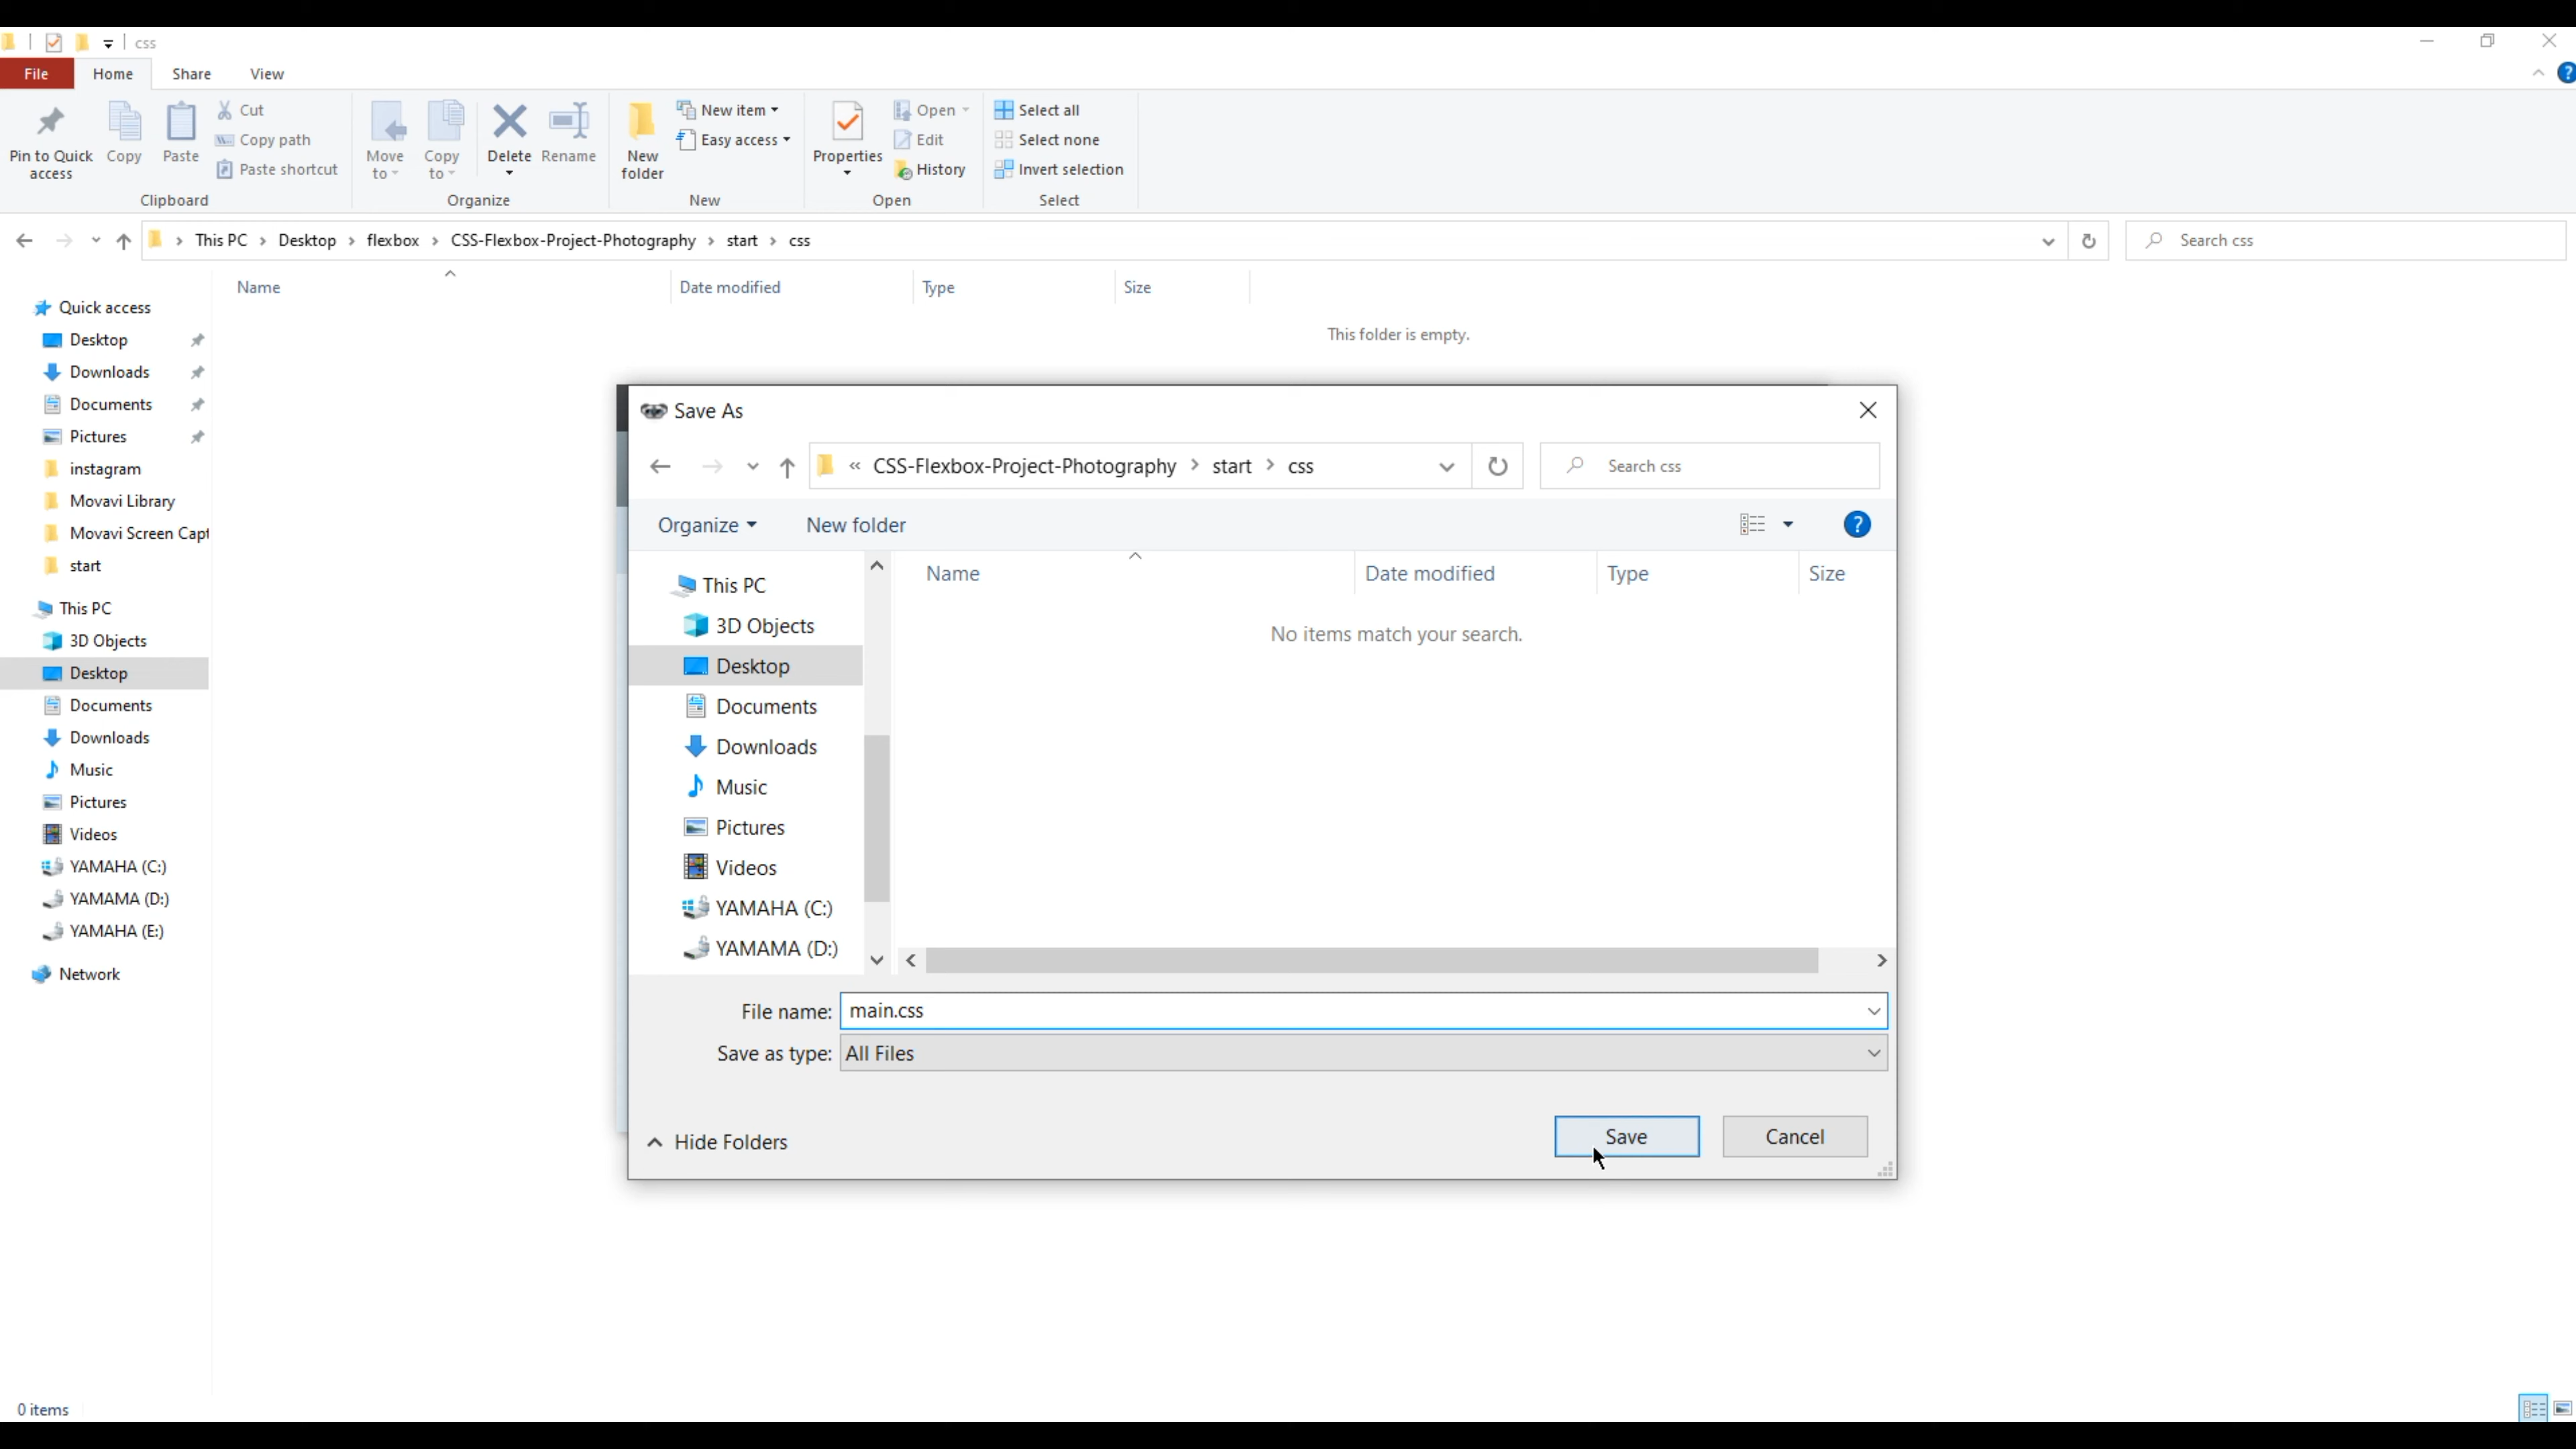 css
File Home Share View
Pin to Quick access
Copy
Paste
Cut
Copy path
Paste shortcut
Clipboard
Move to
Copy to
Delete
Rename
Organize
New folder
New item
Easy access
New
Properties
Open
Edit
History
Open
Select all
Select none
Invert selection
Select
This PC > Desktop > flexbox > CSS-Flexbox-Project-Photography > start > css
Search css
Name Date modified Type Size
This folder is empty.
Quick access
Desktop
Downloads
Documents
Pictures
instagram
Movavi Library
Movavi Screen Capt
start
This PC
3D Objects
Desktop
Documents
Downloads
Music
Pictures
Videos
YAMAHA (C:)
YAMAMA (D:)
YAMAHA (E:)
Network
0 items
Save As
« CSS-Flexbox-Project-Photography > start > css
Search css
Organize New folder
?
Name Date modified Type Size
No items match your search.
This PC
3D Objects
Desktop
Documents
Downloads
Music
Pictures
Videos
YAMAHA (C:)
YAMAMA (D:)
File name: main.css
Save as type: All Files
Hide Folders
Save Cancel